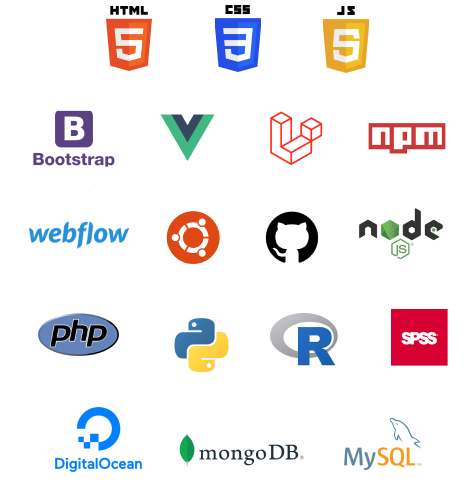 HTML
CSS
JS
5
3
5
B
Bootstrap
npm
webflow
node
JS
php
R
SPSS
DigitalOcean
mongoDB®
MySQL